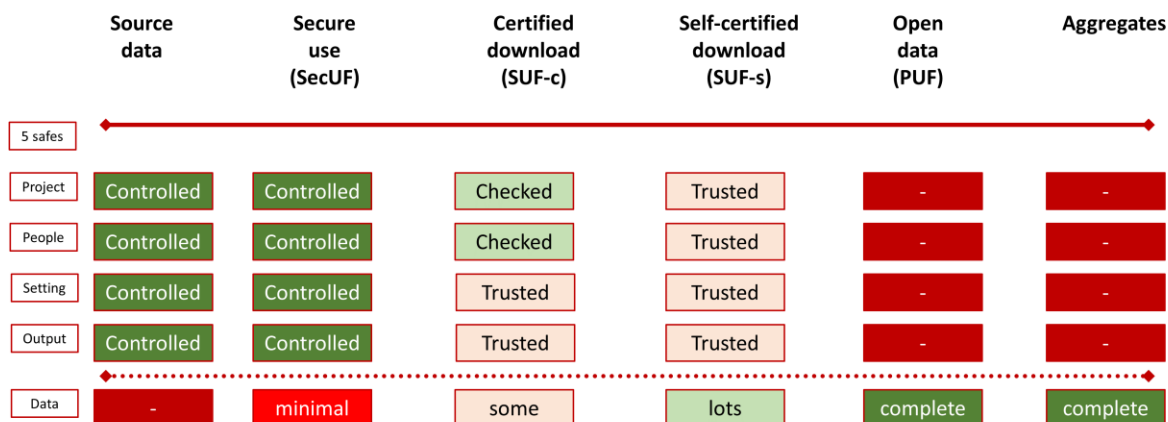 Source data
Secure use (SecUF)
Certified download (SUF-c)
Self-certified download (SUF-s)
Open data (PUF)
Aggregates
5 safes
Project Controlled Controlled Checked Trusted - -
People Controlled Controlled Checked Trusted - -
Setting Controlled Controlled Trusted Trusted - -
Output Controlled Controlled Trusted Trusted - -
Data - minimal some lots complete complete